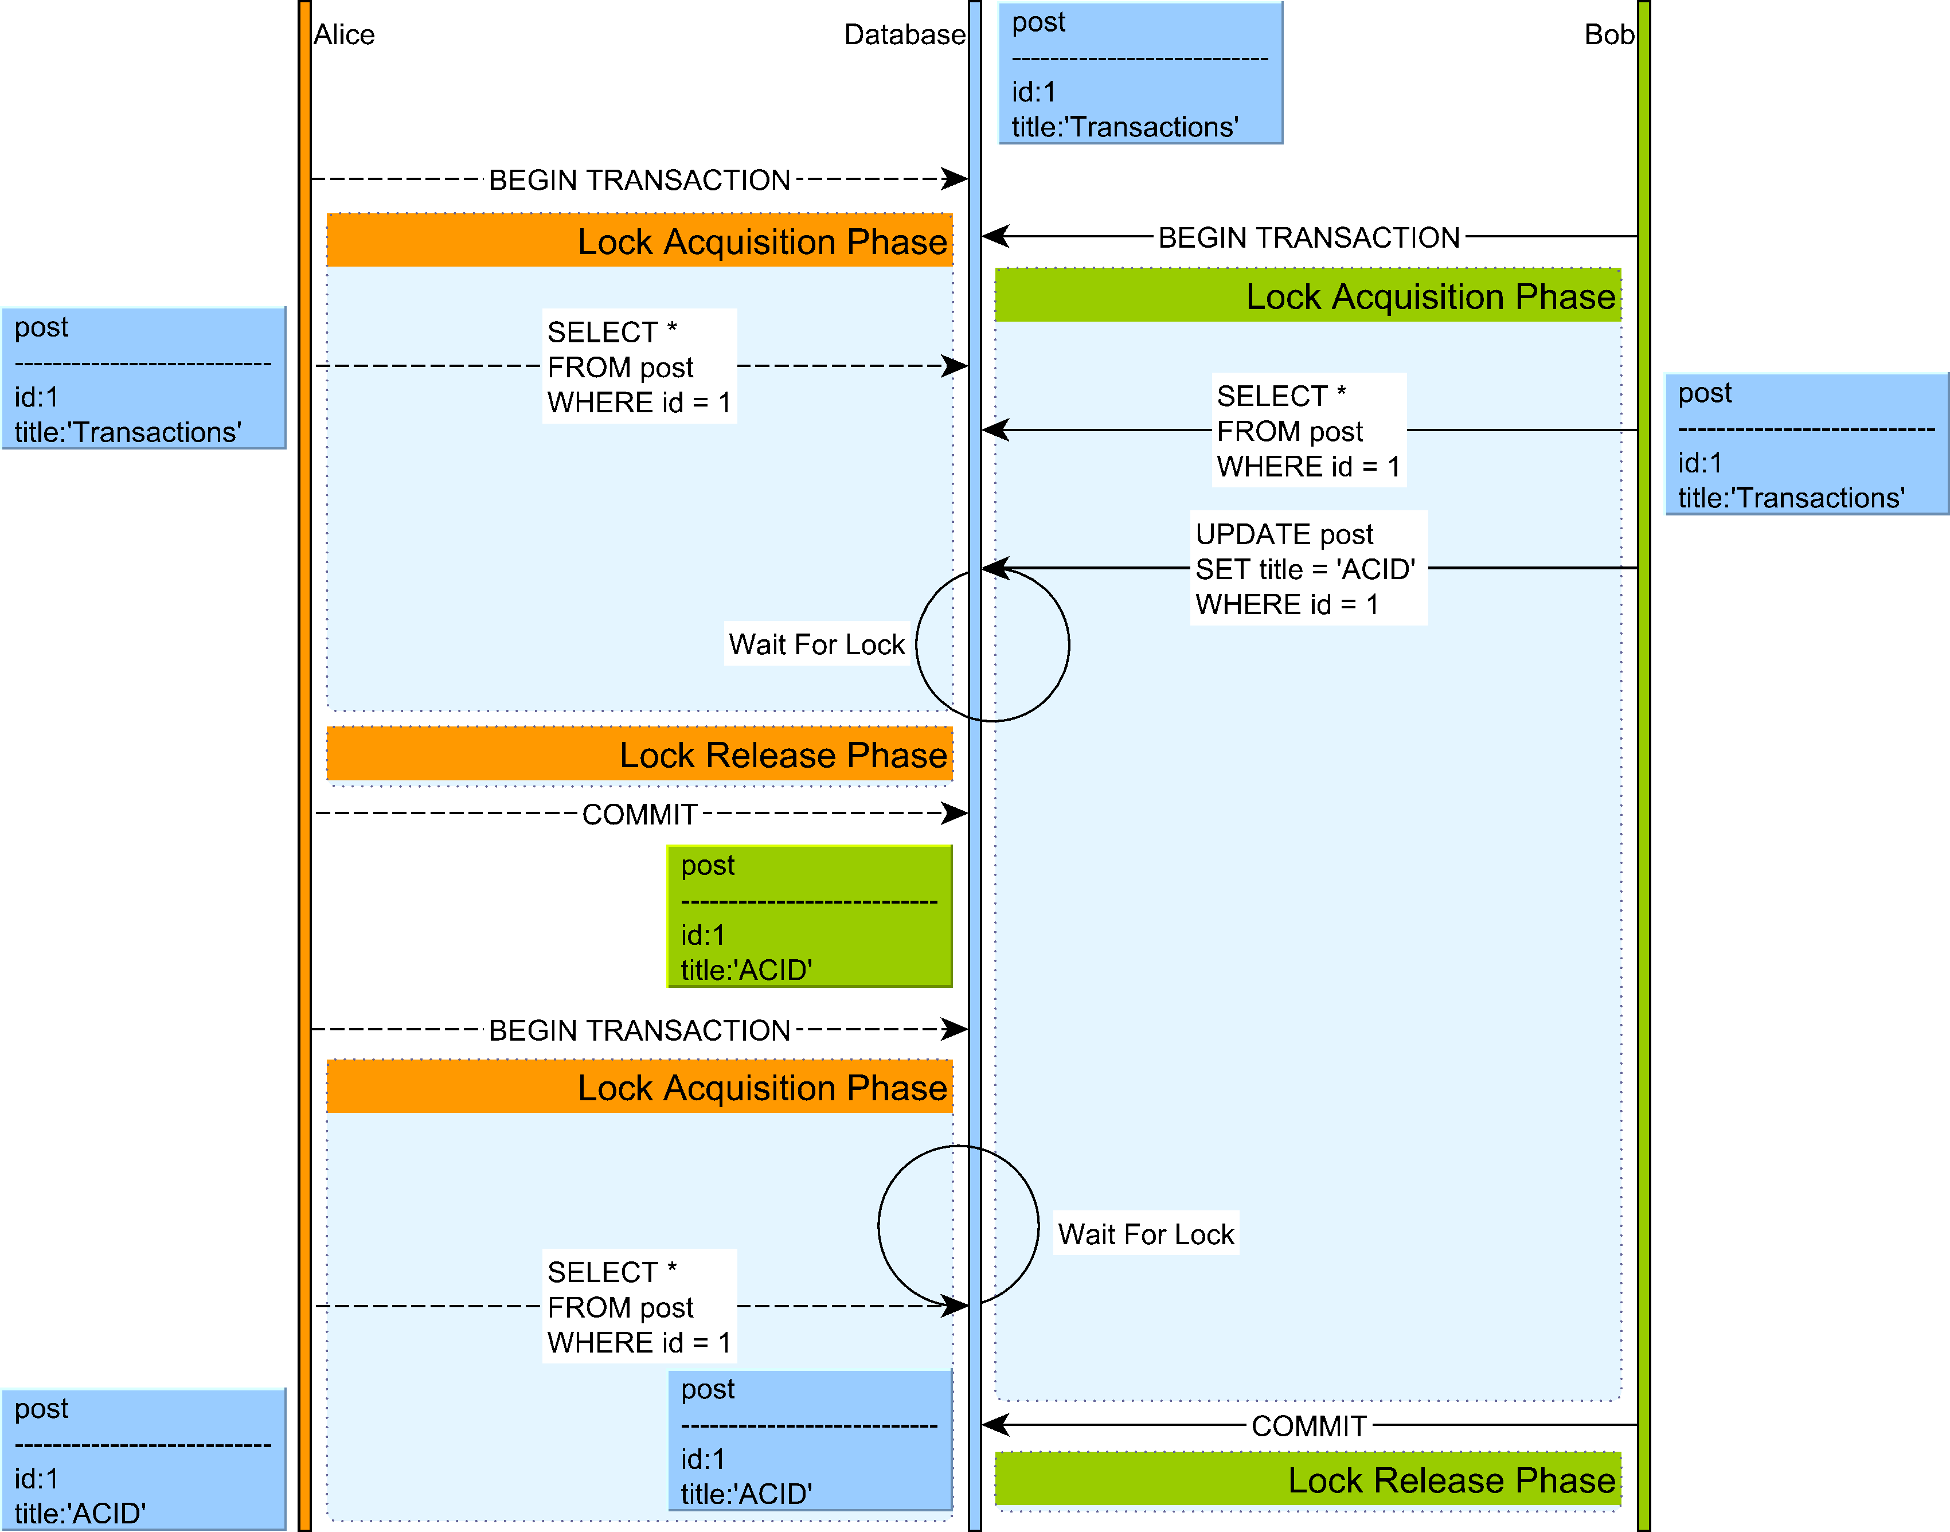 Alice
Database
Bob
post
---------------------------
id:1
title:'Transactions'
BEGIN TRANSACTION
Lock Acquisition Phase
BEGIN TRANSACTION
Lock Acquisition Phase
post
---------------------------
id:1
title:'Transactions'
SELECT *
FROM post
WHERE id = 1
SELECT *
FROM post
WHERE id = 1
post
---------------------------
id:1
title:'Transactions'
UPDATE post
SET title = 'ACID'
WHERE id = 1
Wait For Lock
Lock Release Phase
COMMIT
post
---------------------------
id:1
title:'ACID'
BEGIN TRANSACTION
Lock Acquisition Phase
Wait For Lock
SELECT *
FROM post
WHERE id = 1
post
---------------------------
id:1
title:'ACID'
post
---------------------------
id:1
title:'ACID'
COMMIT
Lock Release Phase